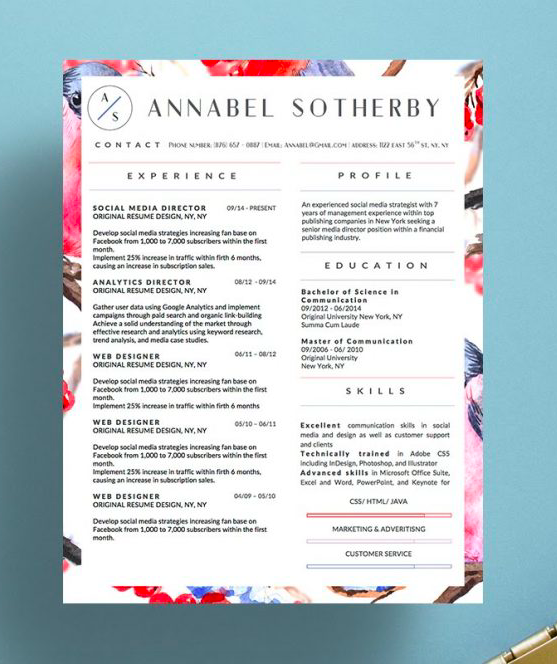 A
S
ANNABEL SOTHERBY
CONTACT PHONE NUMBER: (876) 657 - 0887 | EMAIL: ANNABEL@GMAIL.COM | ADDRESS: 1122 EAST 56TH ST, NY, NY
EXPERIENCE
SOCIAL MEDIA DIRECTOR 09/14 - PRESENT
ORIGINAL RESUME DESIGN, NY, NY
Develop social media strategies increasing fan base on
Facebook from 1,000 to 7,000 subscribers within the first
month.
Implement 25% increase in traffic within firth 6 months,
causing an increase in subscription sales.
ANALYTICS DIRECTOR 08/12 - 09/14
ORIGINAL RESUME DESIGN, NY, NY
Gather user data using Google Analytics and implement
campaigns through paid search and organic link-building
Achieve a solid understanding of the market through
effective research and analytics using keyword research,
trend analysis, and media case studies.
WEB DESIGNER 06/11 - 08/12
ORIGINAL RESUME DESIGN, NY, NY
Develop social media strategies increasing fan base on
Facebook from 1,000 to 7,000 subscribers within the first
month.
Implement 25% increase in traffic within firth 6 months
WEB DESIGNER 05/10 - 06/11
ORIGINAL RESUME DESIGN, NY, NY
Develop social media strategies increasing fan base on
Facebook from 1,000 to 7,000 subscribers within the first
month.
Implement 25% increase in traffic within firth 6 months,
causing an increase in subscription sales.
WEB DESIGNER 04/09 - 05/10
ORIGINAL RESUME DESIGN, NY, NY
Develop social media strategies increasing fan base on
Facebook from 1,000 to 7,000 subscribers within the first
month.
PROFILE
An experienced social media strategist with 7
years of management experience within top
publishing companies in New York seeking a
senior media director position within a financial
publishing industry.
EDUCATION
Bachelor of Science in
Communication
09/2012 - 06/2014
Original University New York, NY
Summa Cum Laude
Master of Communication
09/2006 - 06/ 2010
Original University
New York, NY
SKILLS
Excellent communication skills in social
media and design as well as customer support
and clients
Technically trained in Adobe CSS
including InDesign, Photoshop, and Illustrator
Advanced skills in Microsoft Office Suite,
Excel and Word, PowerPoint, and Keynote for
CSS/ HTML/ JAVA
MARKETING & ADVERITISNG
CUSTOMER SERVICE